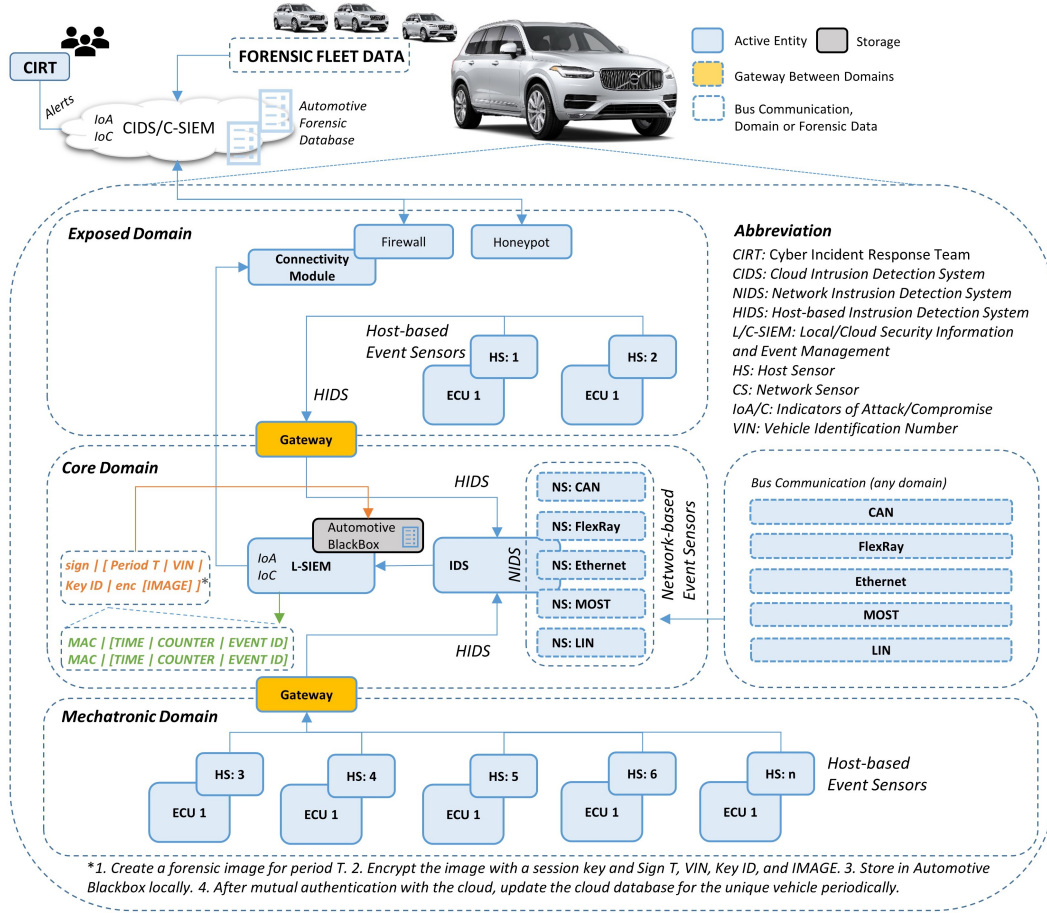 FORENSIC FLEET DATA
CIRT
Alerts
IoA
IoC
CIDS/C-SIEM
Automotive
Forensic
Database
Active Entity
Storage
Gateway Between Domains
Bus Communication,
Domain or Forensic Data
Exposed Domain
Firewall
Honeypot
Connectivity
Module
Host-based
Event Sensors
HS: 1
ECU 1
HS: 2
ECU 1
HIDS
Gateway
Abbreviation
CIRT: Cyber Incident Response Team
CIDS: Cloud Intrusion Detection System
NIDS: Network Instrusion Detection System
HIDS: Host-based Instrusion Detection System
L/C-SIEM: Local/Cloud Security Information
and Event Management
HS: Host Sensor
CS: Network Sensor
IoA/C: Indicators of Attack/Compromise
VIN: Vehicle Identification Number
Core Domain
HIDS
Automotive
BlackBox
IoA
IoC
L-SIEM
IDS
NIDS
NS: CAN
NS: FlexRay
NS: Ethernet
NS: MOST
NS: LIN
Network-based
Event Sensors
sign | [ Period T | VIN |
Key ID | enc [IMAGE] ]*
MAC | [TIME | COUNTER | EVENT ID]
MAC | [TIME | COUNTER | EVENT ID]
HIDS
Bus Communication (any domain)
CAN
FlexRay
Ethernet
MOST
LIN
Gateway
Mechatronic Domain
HS: 3
ECU 1
HS: 4
ECU 1
HS: 5
ECU 1
HS: 6
ECU 1
HS: n
ECU 1
Host-based
Event Sensors
*1. Create a forensic image for period T. 2. Encrypt the image with a session key and Sign T, VIN, Key ID, and IMAGE. 3. Store in Automotive
Blackbox locally. 4. After mutual authentication with the cloud, update the cloud database for the unique vehicle periodically.